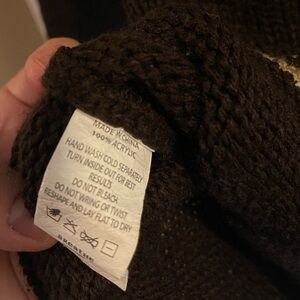 MADE IN CHINA
100% ACRYLIC
HAND WASH COLD SEPARATELY
TURN INSIDE OUT FOR BEST
RESULTS
DO NOT BLEACH
DO NOT WRING OR TWIST
RESHAPE AND LAY FLAT TO DRY
BREATHE